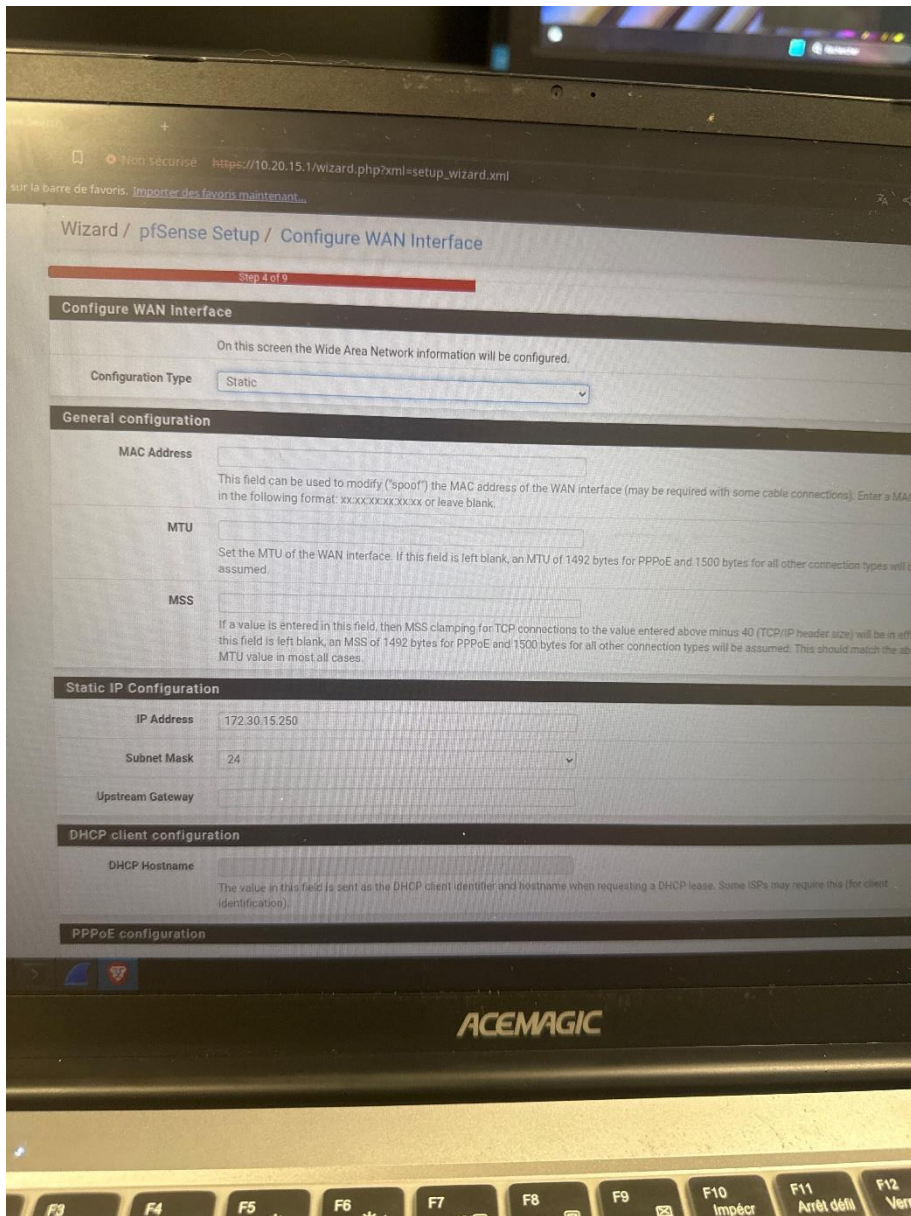 Non sécurisé https://10.20.15.1/wizard.php?xml=setup_wizard.xml
sur la barre de favoris. Importer des favoris maintenant...
Wizard / pfSense Setup / Configure WAN Interface
Step 4 of 9
Configure WAN Interface
On this screen the Wide Area Network information will be configured.
Configuration Type Static
General configuration
MAC Address
This field can be used to modify ("spoof") the MAC address of the WAN interface (may be required with some cable connections). Enter a MA
in the following format: xx:xx:xx:xx:xx:xx or leave blank.
MTU
Set the MTU of the WAN interface. If this field is left blank, an MTU of 1492 bytes for PPPoE and 1500 bytes for all other connection types will
assumed.
MSS
If a value is entered in this field, then MSS clamping for TCP connections to the value entered above minus 40 (TCP/IP header size) will be in eff
this field is left blank, an MSS of 1492 bytes for PPPoE and 1500 bytes for all other connection types will be assumed. This should match the ab
MTU value in most all cases.
Static IP Configuration
IP Address 172.30.15.250
Subnet Mask 24
Upstream Gateway
DHCP client configuration
DHCP Hostname
The value in this field is sent as the DHCP client identifier and hostname when requesting a DHCP lease. Some ISPs may require this (for client
identification).
PPPoE configuration
ACEMAGIC
F3 F4 F5 F6 F7 F8 F9 F10 F11 F12
Impécr Arrêt défil Ver